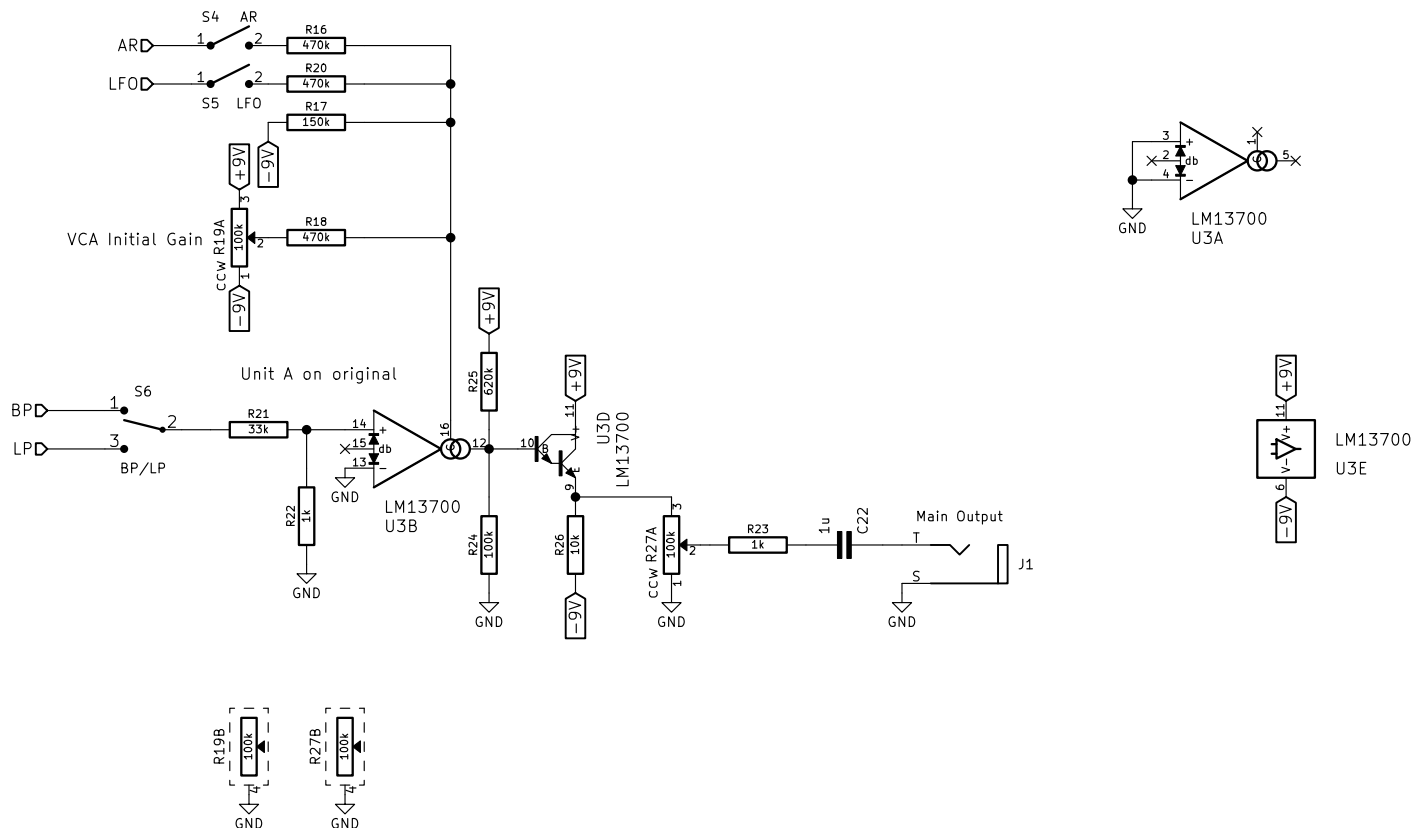 S4 AR
AR 1 2 R16
470k
R20
LFO 1 2 470k
S5 LFO
R17
150k
+9V -9V
3
VCA Initial Gain
CCW R19A 100k 2
R18
470k
1
-9V
+9V
Unit A on original
R25 620k
+9V
S6
BP 1
2
LP 3
BP/LP
R21
33k
14 +
15 db
13 -
16
C
12
GND
LM13700
U3B
11
V+
10 B
E
9
U3D
LM13700
R22 1k
GND
R24 100k
GND
R26 10k
-9V
3
CCW R27A 100k 2
1
GND
R23
1k
1u C22
Main Output
T
S
J1
GND
3 +
2 db
4 -
1
C
5
GND
LM13700
U3A
+9V
11
V+
V-
6
-9V
LM13700
U3E
R19B 100k
4
GND
R27B 100k
4
GND